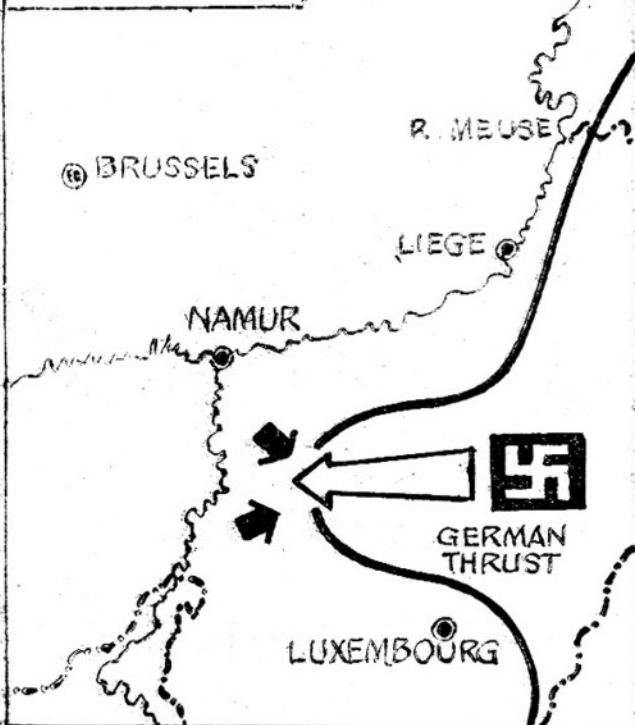 R. MEUSE
BRUSSELS
LIEGE
NAMUR
GERMAN
THRUST
LUXEMBOURG